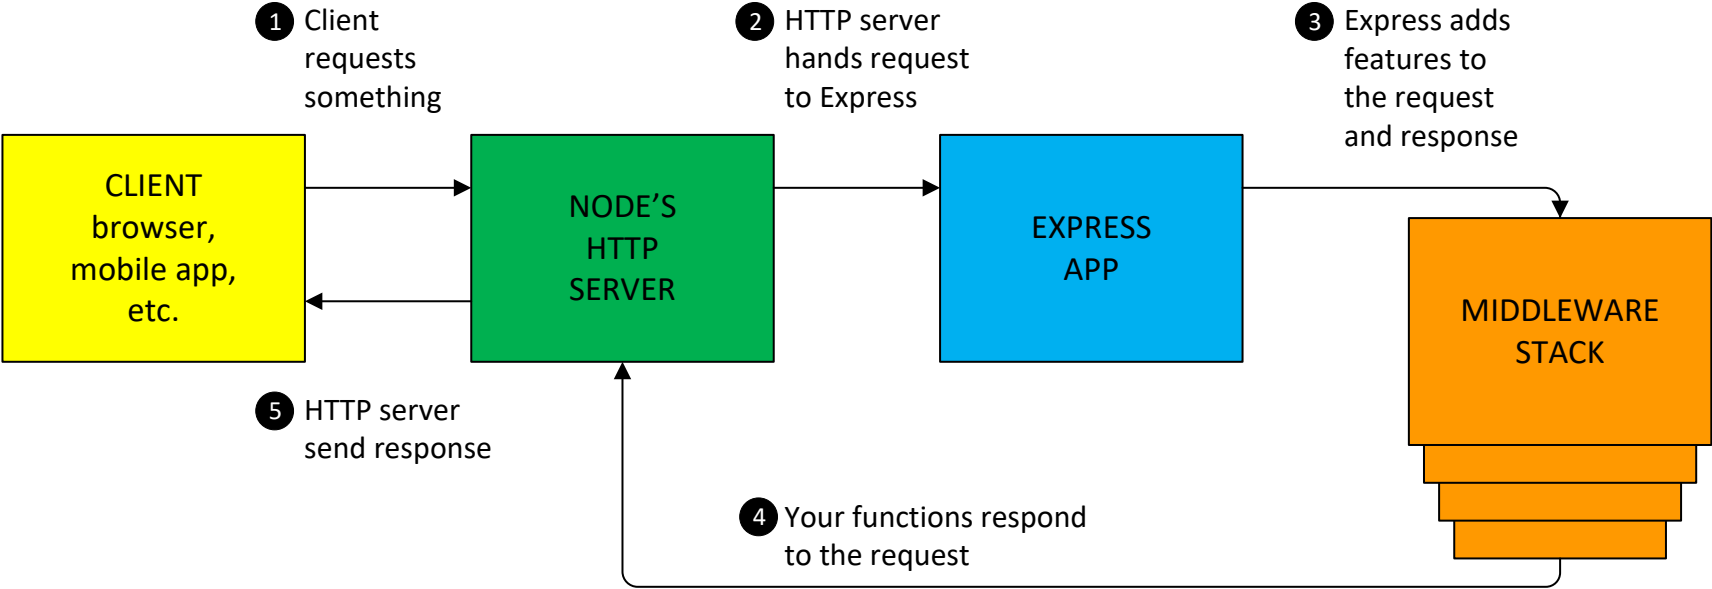 1 Client
requests
something
2 HTTP server
hands request
to Express
3 Express adds
features to
the request
and response
CLIENT
browser,
mobile app,
etc.
NODE’S
HTTP
SERVER
EXPRESS
APP
MIDDLEWARE
STACK
5 HTTP server
send response
4 Your functions respond
to the request